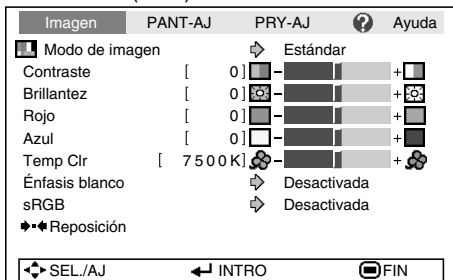 Imagen PANT-AJ PRY-AJ ? Ayuda
Modo de imagen Estándar
Contraste [ 0] - +
Brillantez [ 0] - +
Rojo [ 0] - +
Azul [ 0] - +
Temp Clr [ 7500K] - +
Énfasis blanco Desactivada
sRGB Desactivada
Reposición
SEL./AJ INTRO FIN